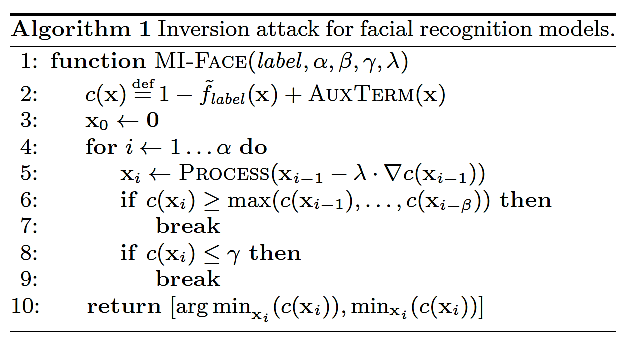 Algorithm 1 Inversion attack for facial recognition models.
1: function MI-FACE(label, α, β, γ, λ)
2: c(x) def= 1 − f̃_label(x) + AUXTERM(x)
3: x₀ ← 0
4: for i ← 1 . . . α do
5: xᵢ ← PROCESS(xᵢ₋₁ − λ · ∇c(xᵢ₋₁))
6: if c(xᵢ) ≥ max(c(xᵢ₋₁), . . . , c(xᵢ₋ᵦ)) then
7: break
8: if c(xᵢ) ≤ γ then
9: break
10: return [arg minₓᵢ(c(xᵢ)), minₓᵢ(c(xᵢ))]